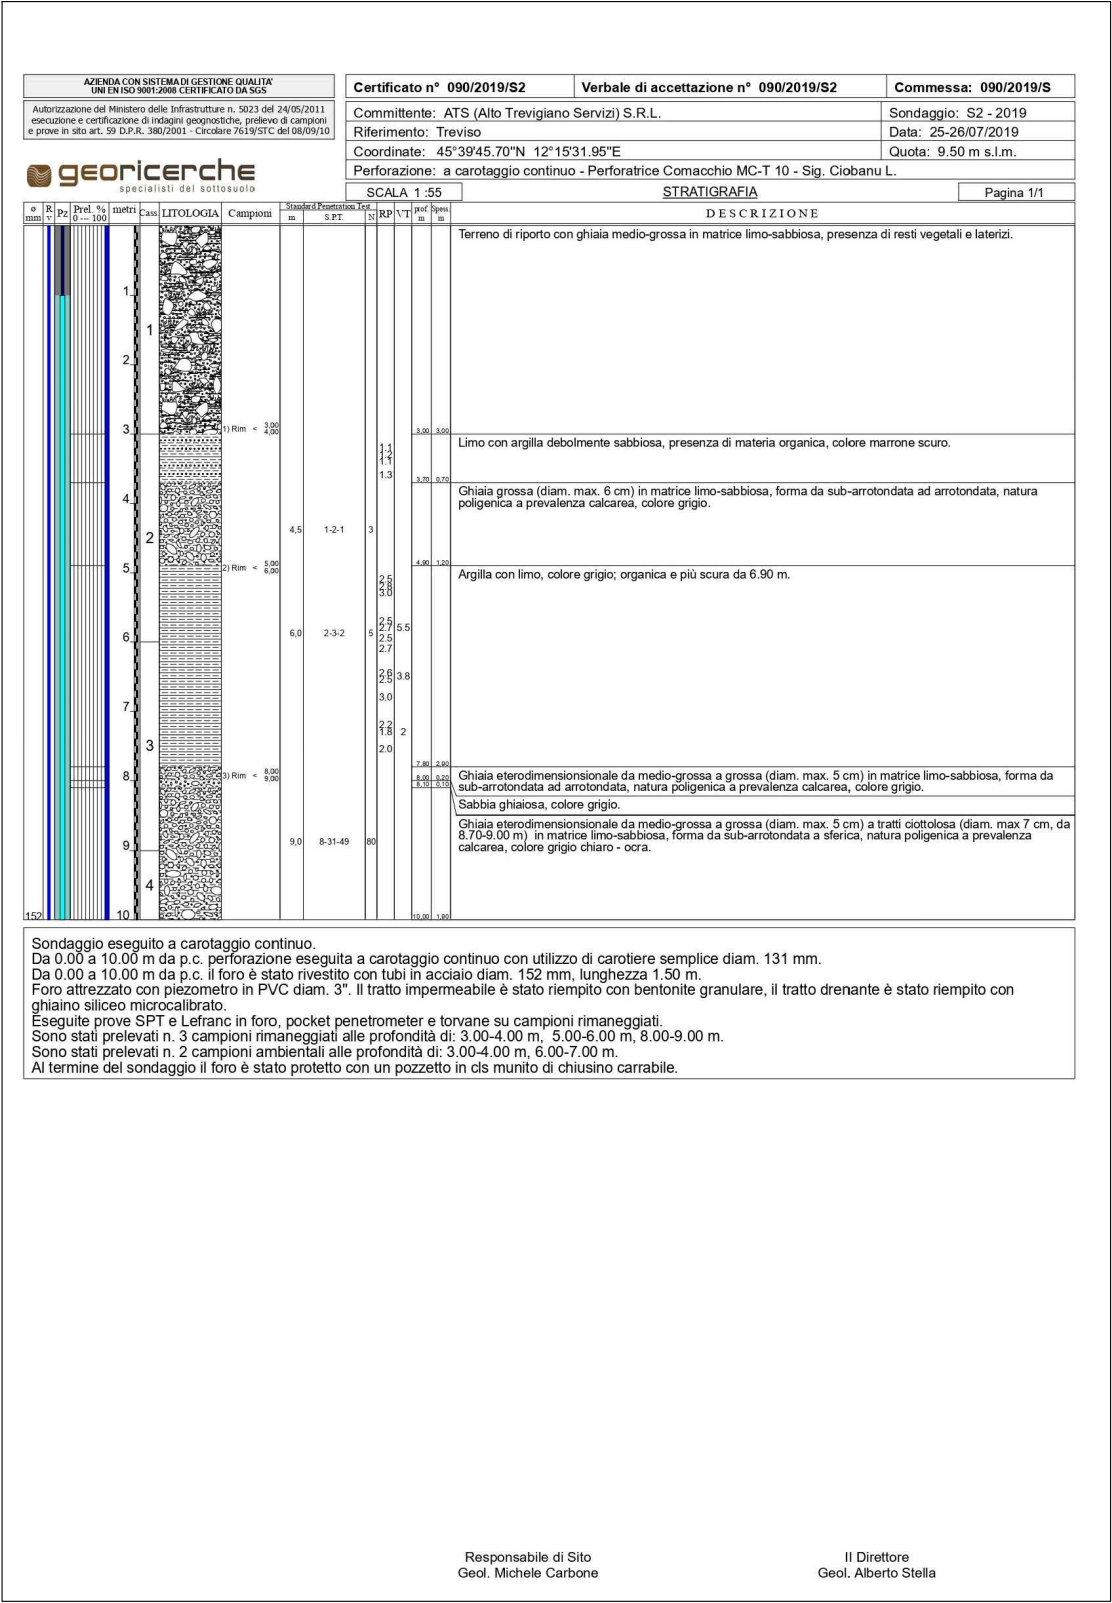 AZIENDA CON SISTEMA DI GESTIONE QUALITA'
UNI EN ISO 9001:2008 CERTIFICATO DA SGS
Autorizzazione del Ministero delle Infrastrutture n. 5023 del 24/05/2011
esecuzione e certificazione di indagini geognostiche, prelievo di campioni
e prove in sito art. 59 D.P.R. 380/2001 - Circolare 7619/STC del 08/09/10
georicerche
specialisti del sottosuolo
Certificato n° 090/2019/S2
Verbale di accettazione n° 090/2019/S2
Commessa: 090/2019/S
Committente: ATS (Alto Trevigiano Servizi) S.R.L.
Sondaggio: S2 - 2019
Riferimento: Treviso
Data: 25-26/07/2019
Coordinate: 45°39'45.70"N 12°15'31.95"E
Quota: 9.50 m s.l.m.
Perforazione: a carotaggio continuo - Perforatrice Comacchio MC-T 10 - Sig. Ciobanu L.
SCALA 1 :55
STRATIGRAFIA
Pagina 1/1
ø mm
R v
Pz
Prel. % 0 --- 100
metri
Cass.
LITOLOGIA
Campioni
Standard Penetration Test
m S.P.T. N
RP
VT
prof. m
Spess. m
DESCRIZIONE
Terreno di riporto con ghiaia medio-grossa in matrice limo-sabbiosa, presenza di resti vegetali e laterizi.
1
1
2
3
1) Rim < 3,00 4,00
3,00 3,00
Limo con argilla debolmente sabbiosa, presenza di materia organica, colore marrone scuro.
1.1
1.2
1.1
1.3
3,70 0,70
Ghiaia grossa (diam. max. 6 cm) in matrice limo-sabbiosa, forma da sub-arrotondata ad arrotondata, natura
poligenica a prevalenza calcarea, colore grigio.
4
2
4,5 1-2-1 3
5
2) Rim < 5,00 6,00
4,90 1,20
Argilla con limo, colore grigio; organica e più scura da 6.90 m.
2.5
2.8
3.0
2.5
2.7 5.5
6
6,0 2-3-2 5
2.5
2.7
2.6
2.5 3.8
3.0
7
2.2
1.8 2
2.0
3
7,80 2,90
8
3) Rim < 8,00 9,00
8,00 0,20
8,10 0,10
Ghiaia eterodimensionsionale da medio-grossa a grossa (diam. max. 5 cm) in matrice limo-sabbiosa, forma da
sub-arrotondata ad arrotondata, natura poligenica a prevalenza calcarea, colore grigio.
Sabbia ghiaiosa, colore grigio.
Ghiaia eterodimensionsionale da medio-grossa a grossa (diam. max. 5 cm) a tratti ciottolosa (diam. max 7 cm, da
8.70-9.00 m) in matrice limo-sabbiosa, forma da sub-arrotondata a sferica, natura poligenica a prevalenza
calcarea, colore grigio chiaro - ocra.
9
9,0 8-31-49 80
4
152
10
10,00 1,90
Sondaggio eseguito a carotaggio continuo.
Da 0.00 a 10.00 m da p.c. perforazione eseguita a carotaggio continuo con utilizzo di carotiere semplice diam. 131 mm.
Da 0.00 a 10.00 m da p.c. il foro è stato rivestito con tubi in acciaio diam. 152 mm, lunghezza 1.50 m.
Foro attrezzato con piezometro in PVC diam. 3". Il tratto impermeabile è stato riempito con bentonite granulare, il tratto drenante è stato riempito con
ghiaino siliceo microcalibrato.
Eseguite prove SPT e Lefranc in foro, pocket penetrometer e torvane su campioni rimaneggiati.
Sono stati prelevati n. 3 campioni rimaneggiati alle profondità di: 3.00-4.00 m, 5.00-6.00 m, 8.00-9.00 m.
Sono stati prelevati n. 2 campioni ambientali alle profondità di: 3.00-4.00 m, 6.00-7.00 m.
Al termine del sondaggio il foro è stato protetto con un pozzetto in cls munito di chiusino carrabile.
Responsabile di Sito
Geol. Michele Carbone
Il Direttore
Geol. Alberto Stella